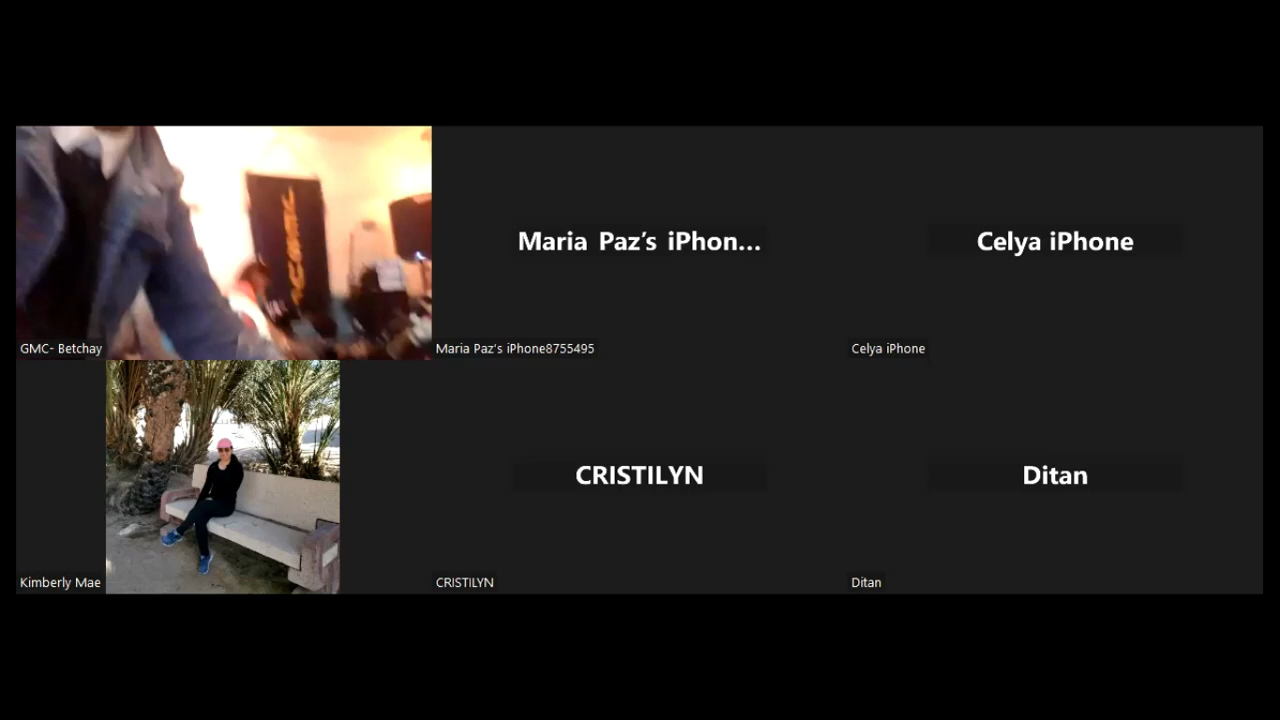 Maria Paz's iPhon...
Celya iPhone
GMC- Betchay
Maria Paz's iPhone8755495
Celya iPhone
CRISTILYN
Ditan
Kimberly Mae
CRISTILYN
Ditan